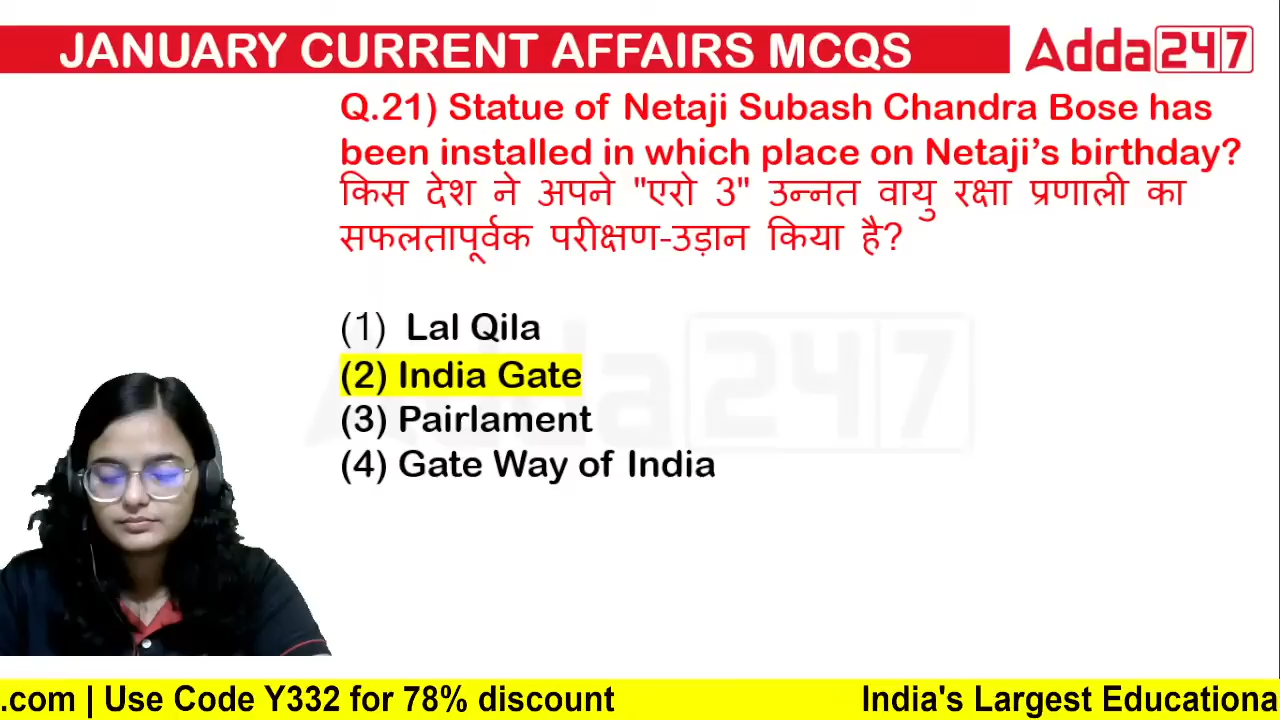 JANUARY CURRENT AFFAIRS MCQS
Adda247
Q.21) Statue of Netaji Subash Chandra Bose has
been installed in which place on Netaji's birthday?
किस देश ने अपने "एरो 3" उन्नत वायु रक्षा प्रणाली का
सफलतापूर्वक परीक्षण-उड़ान किया है?
(1) Lal Qila
(2) India Gate
(3) Pairlament
(4) Gate Way of India
Adda247
.com | Use Code Y332 for 78% discount
India's Largest Educationa